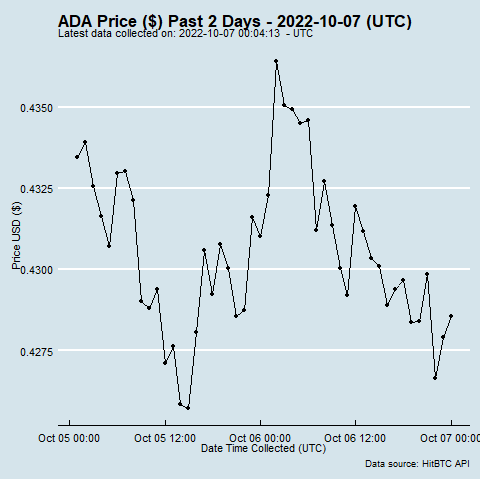 ADA Price ($) Past 2 Days - 2022-10-07 (UTC)
Latest data collected on: 2022-10-07 00:04:13 - UTC
0.4350
0.4325
0.4300
0.4275
Price USD ($)
Oct 05 00:00 Oct 05 12:00 Oct 06 00:00 Oct 06 12:00 Oct 07 00:00
Date Time Collected (UTC)
Data source: HitBTC API